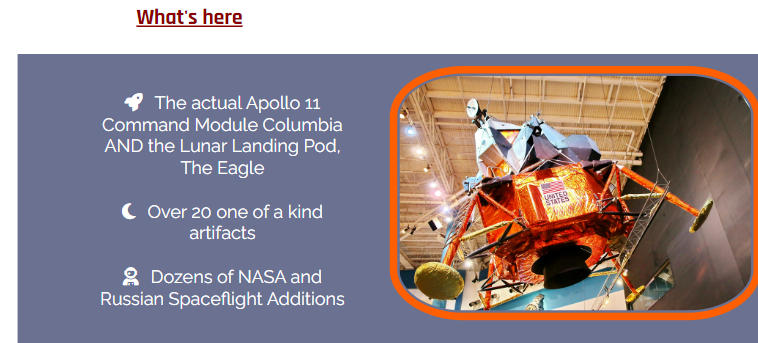 What's here
The actual Apollo 11
Command Module Columbia
AND the Lunar Landing Pod,
The Eagle
Over 20 one of a kind
artifacts
Dozens of NASA and
Russian Spaceflight Additions
UNITED
STATES